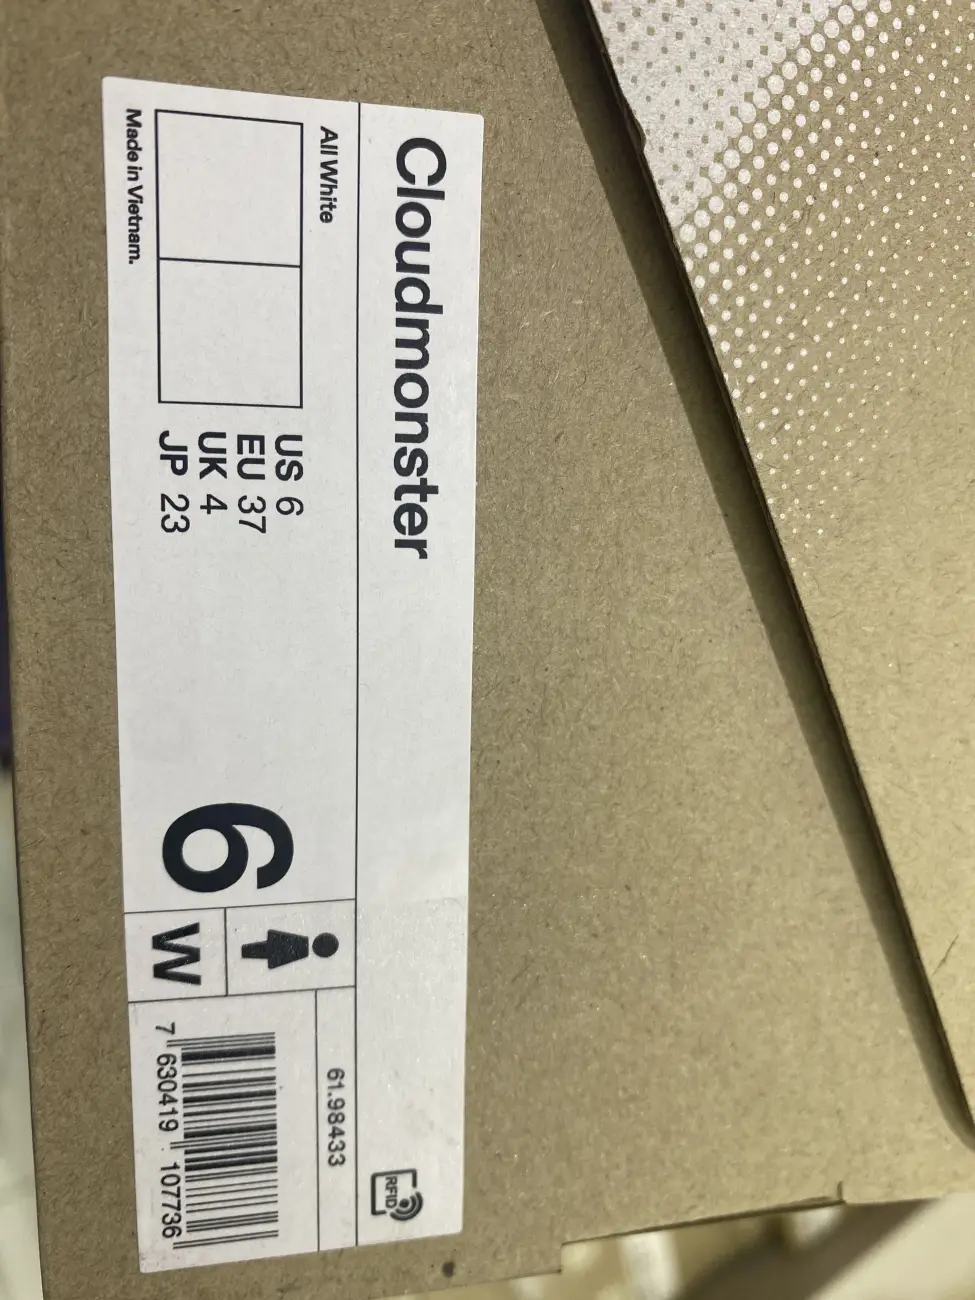 Cloudmonster
RFID
All White
61.98433
US 6
EU 37
UK 4
JP 23
6
W
7 630419 107736
Made in Vietnam.